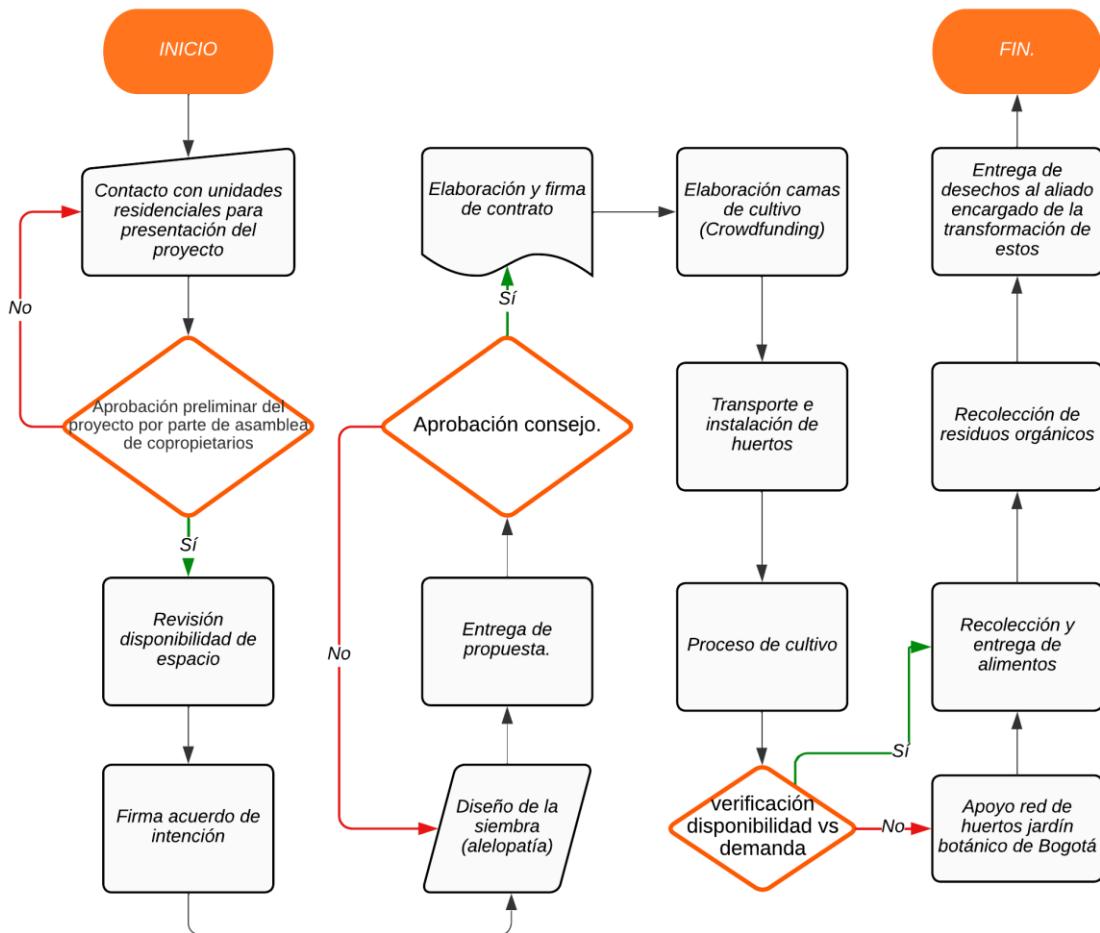 INICIO
Contacto con unidades
residenciales para
presentación del
proyecto
No
Aprobación preliminar del
proyecto por parte de asamblea
de copropietarios
Sí
Revisión
disponibilidad de
espacio
Firma acuerdo de
intención
Diseño de la
siembra
(alelopatía)
Entrega de
propuesta.
Aprobación consejo.
No
Sí
Elaboración y firma
de contrato
Elaboración camas
de cultivo
(Crowdfunding)
Transporte e
instalación de
huertos
Proceso de cultivo
verificación
disponibilidad vs
demanda
Sí
No
Apoyo red de
huertos jardín
botánico de Bogotá
Recolección y
entrega de
alimentos
Recolección de
residuos orgánicos
Entrega de
desechos al aliado
encargado de la
transformación de
estos
FIN.